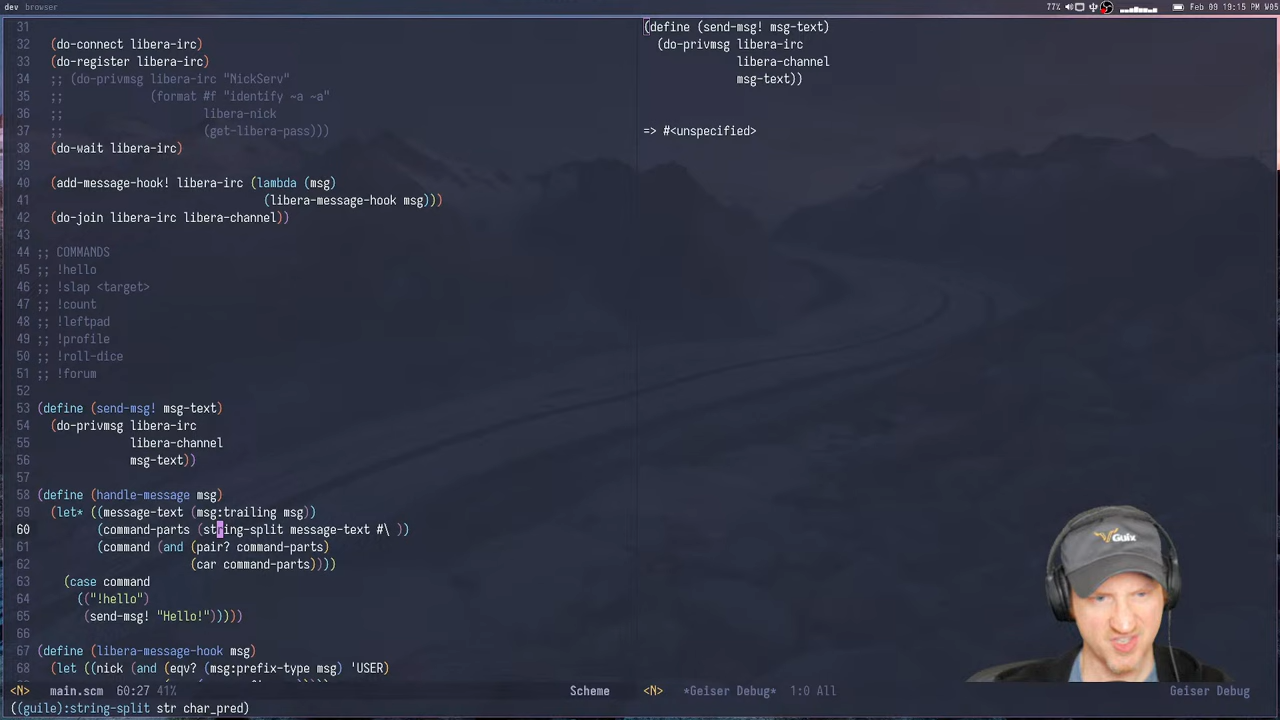 dev browser
77% Feb 09 19:15 W05
31
32 (do-connect libera-irc)
33 (do-register libera-irc)
34 ;; (do-privmsg libera-irc "NickServ"
35 ;; (format #f "identify ~a ~a"
36 ;; libera-nick
37 ;; (get-libera-pass)))
38 (do-wait libera-irc)
39
40 (add-message-hook! libera-irc (lambda (msg)
41 (libera-message-hook msg)))
42 (do-join libera-irc libera-channel))
43
44 ;; COMMANDS
45 ;; !hello
46 ;; !slap <target>
47 ;; !count
48 ;; !leftpad
49 ;; !profile
50 ;; !roll-dice
51 ;; !forum
52
53 (define (send-msg! msg-text)
54 (do-privmsg libera-irc
55 libera-channel
56 msg-text))
57
58 (define (handle-message msg)
59 (let* ((message-text (msg:trailing msg))
60 (command-parts (string-split message-text #\ ))
61 (command (and (pair? command-parts)
62 (car command-parts))))
63 (case command
64 (("!hello")
65 (send-msg! "Hello!")))))
66
67 (define (libera-message-hook msg)
68 (let ((nick (and (eqv? (msg:prefix-type msg) 'USER)
<N> main.scm 60:27 41% Scheme
((guile):string-split str char_pred)
(define (send-msg! msg-text)
(do-privmsg libera-irc
libera-channel
msg-text))
=> #<unspecified>
<N> *Geiser Debug* 1:0 All Geiser Debug
Guix